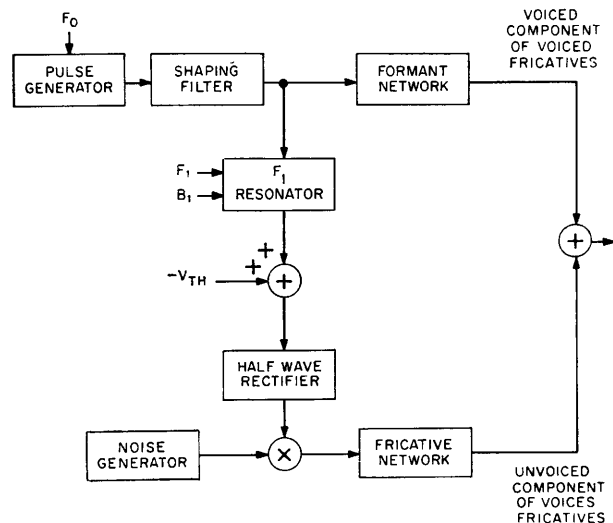 F₀
VOICED
COMPONENT
OF VOICED
FRICATIVES
PULSE
GENERATOR
SHAPING
FILTER
FORMANT
NETWORK
F₁
B₁
F₁
RESONATOR
+
+
-V_TH
+
+
HALF WAVE
RECTIFIER
NOISE
GENERATOR
×
FRICATIVE
NETWORK
UNVOICED
COMPONENT
OF VOICES
FRICATIVES